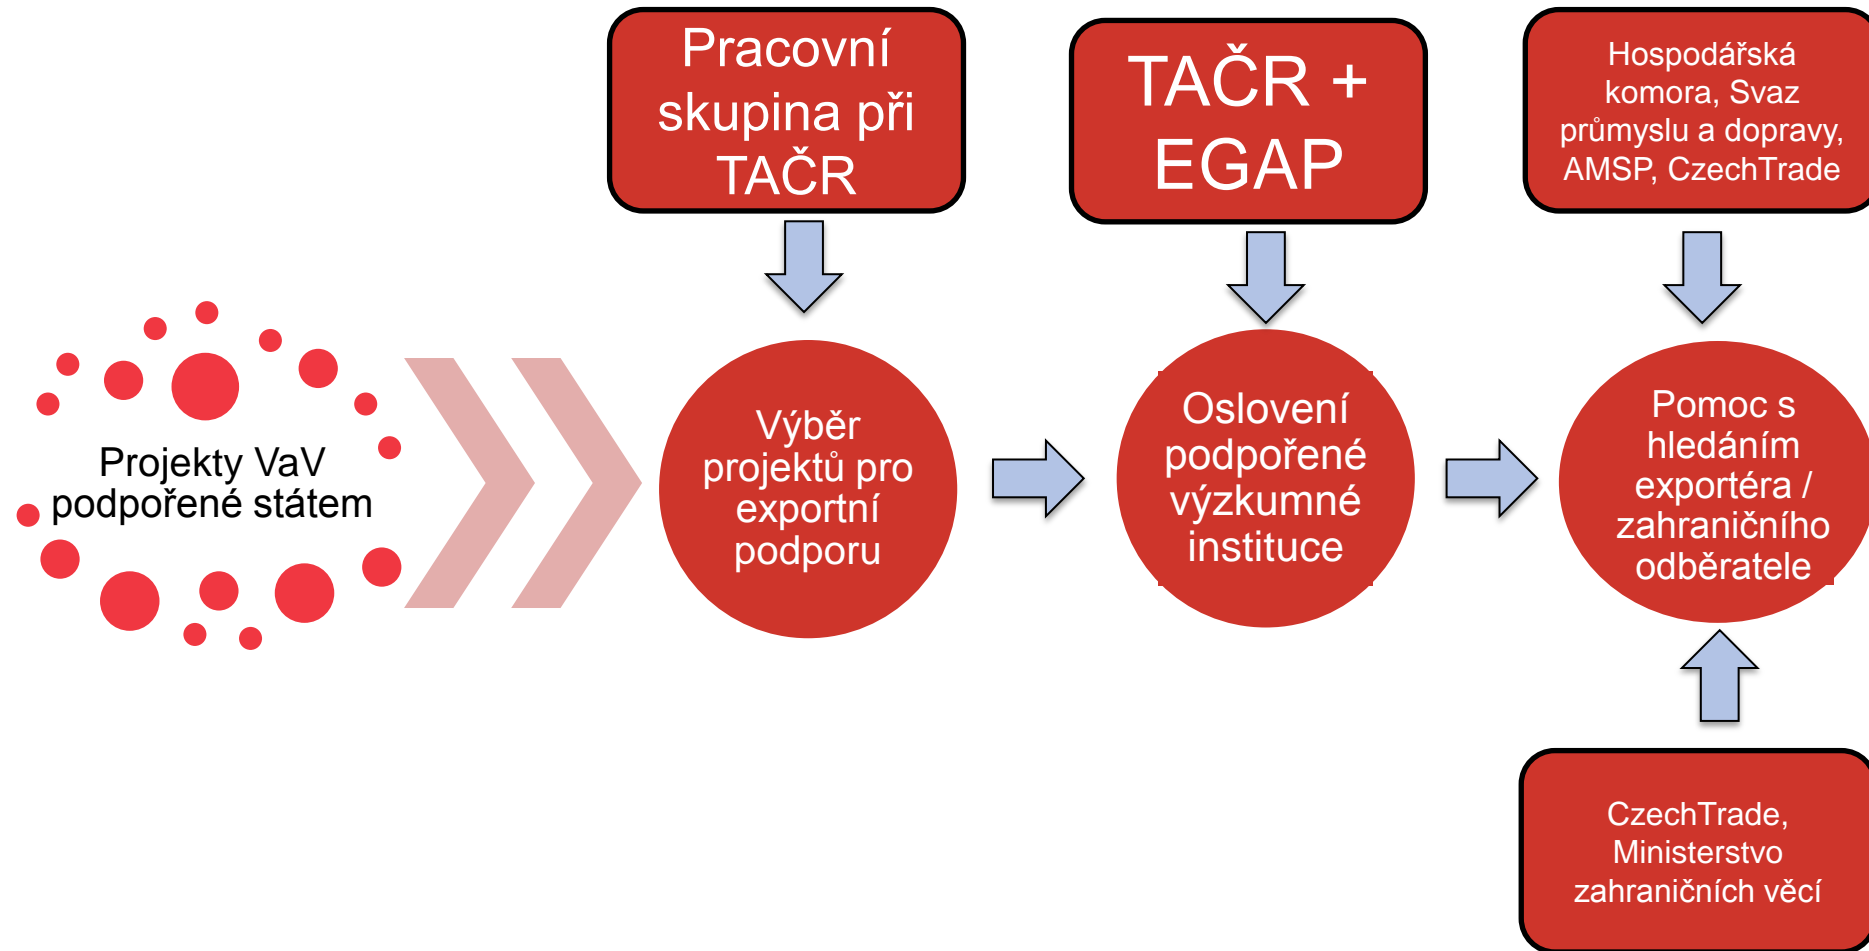 Pracovní
skupina při
TAČR
TAČR +
EGAP
Hospodářská
komora, Svaz
průmyslu a dopravy,
AMSP, CzechTrade
Projekty VaV
podpořené státem
Výběr
projektů pro
exportní
podporu
Oslovení
podpořené
výzkumné
instituce
Pomoc s
hledáním
exportéra /
zahraničního
odběratele
CzechTrade,
Ministerstvo
zahraničních věcí